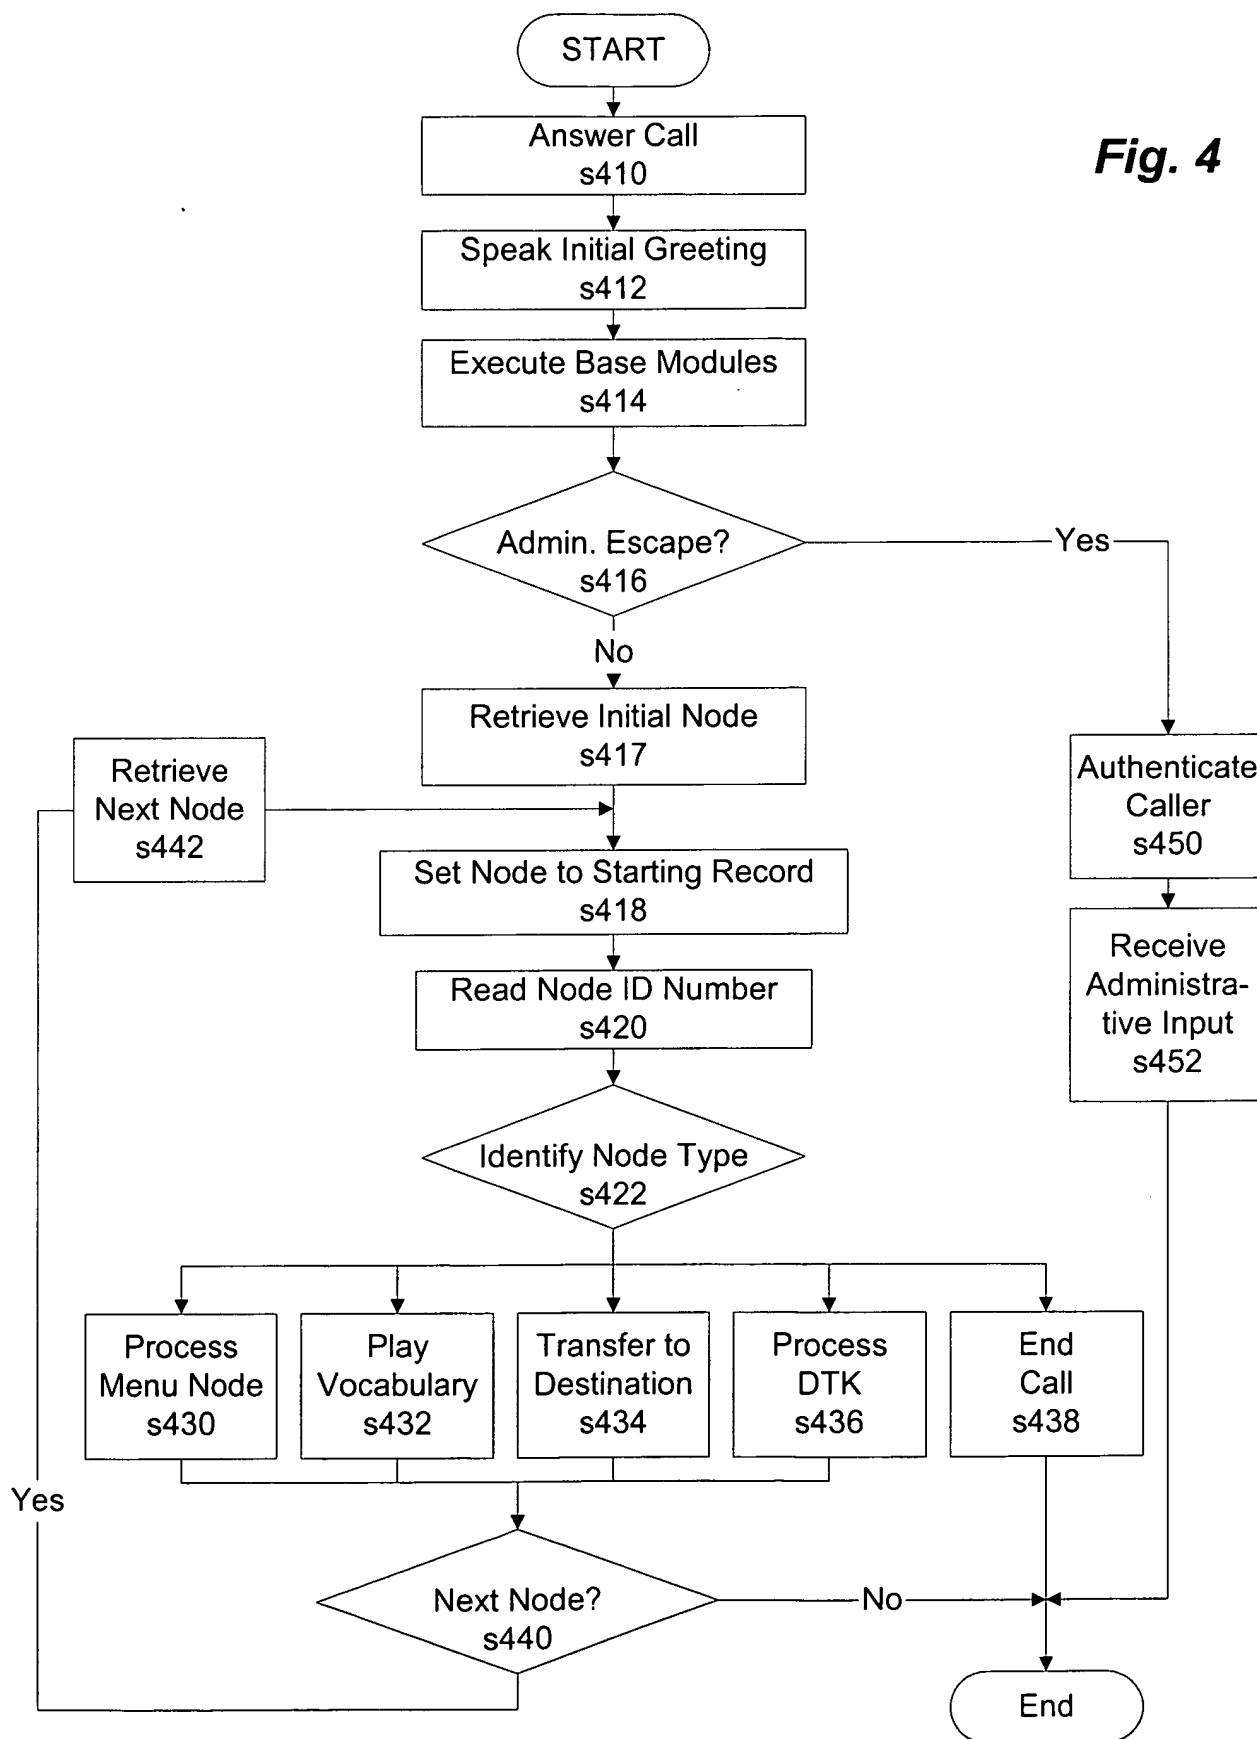 START
Answer Call
s410
Fig. 4
Speak Initial Greeting
s412
Execute Base Modules
s414
Admin. Escape?
s416
Yes
No
Retrieve Initial Node
s417
Retrieve
Next Node
s442
Authenticate
Caller
s450
Set Node to Starting Record
s418
Read Node ID Number
s420
Receive
Administra-
tive Input
s452
Identify Node Type
s422
Process
Menu Node
s430
Play
Vocabulary
s432
Transfer to
Destination
s434
Process
DTK
s436
End
Call
s438
Yes
Next Node?
s440
No
End